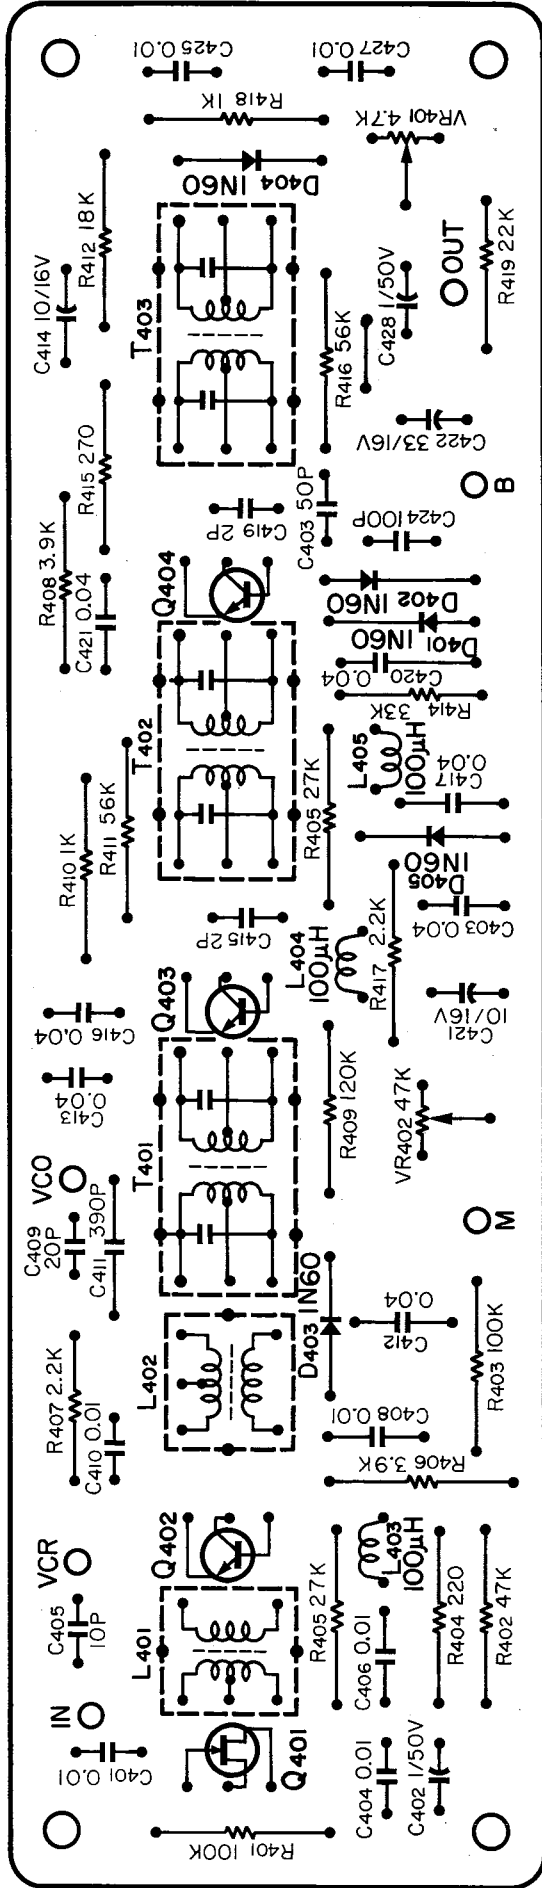 C425 0.01
C427 0.01
R418 1K
VR401 4.7K
D404 IN60
R412 18K
C414 10/16V
T403
OUT
R419 22K
C428 1/50V
R416 56K
C422 33/16V
R415 270
R408 3.9K
C421 0.04
C419 2P
C403 50P
C424 100P
B
Q404
D402 IN60
D401 IN60
C420 0.04
R414 33K
T402
L405 100μH
C417 0.04
R405 27K
R411 56K
R410 1K
D405 IN60
C403 0.04
C415 2P
L404 100μH
R417 2.2K
C421 10/16V
Q403
C416 0.04
C413 0.04
T401
R409 120K
VR402 47K
VCO
C409 20P
C411 390P
M
D403 IN60
C412 0.04
L402
R403 100K
R407 2.2K
C410 0.01
C408 0.01
R406 3.9K
VCR
C405 10P
Q402
L401
L403 100μH
R405 27K
C406 0.01
R404 220
R402 47K
IN
C401 0.01
Q401
C404 0.01
C402 1/50V
R401 100K